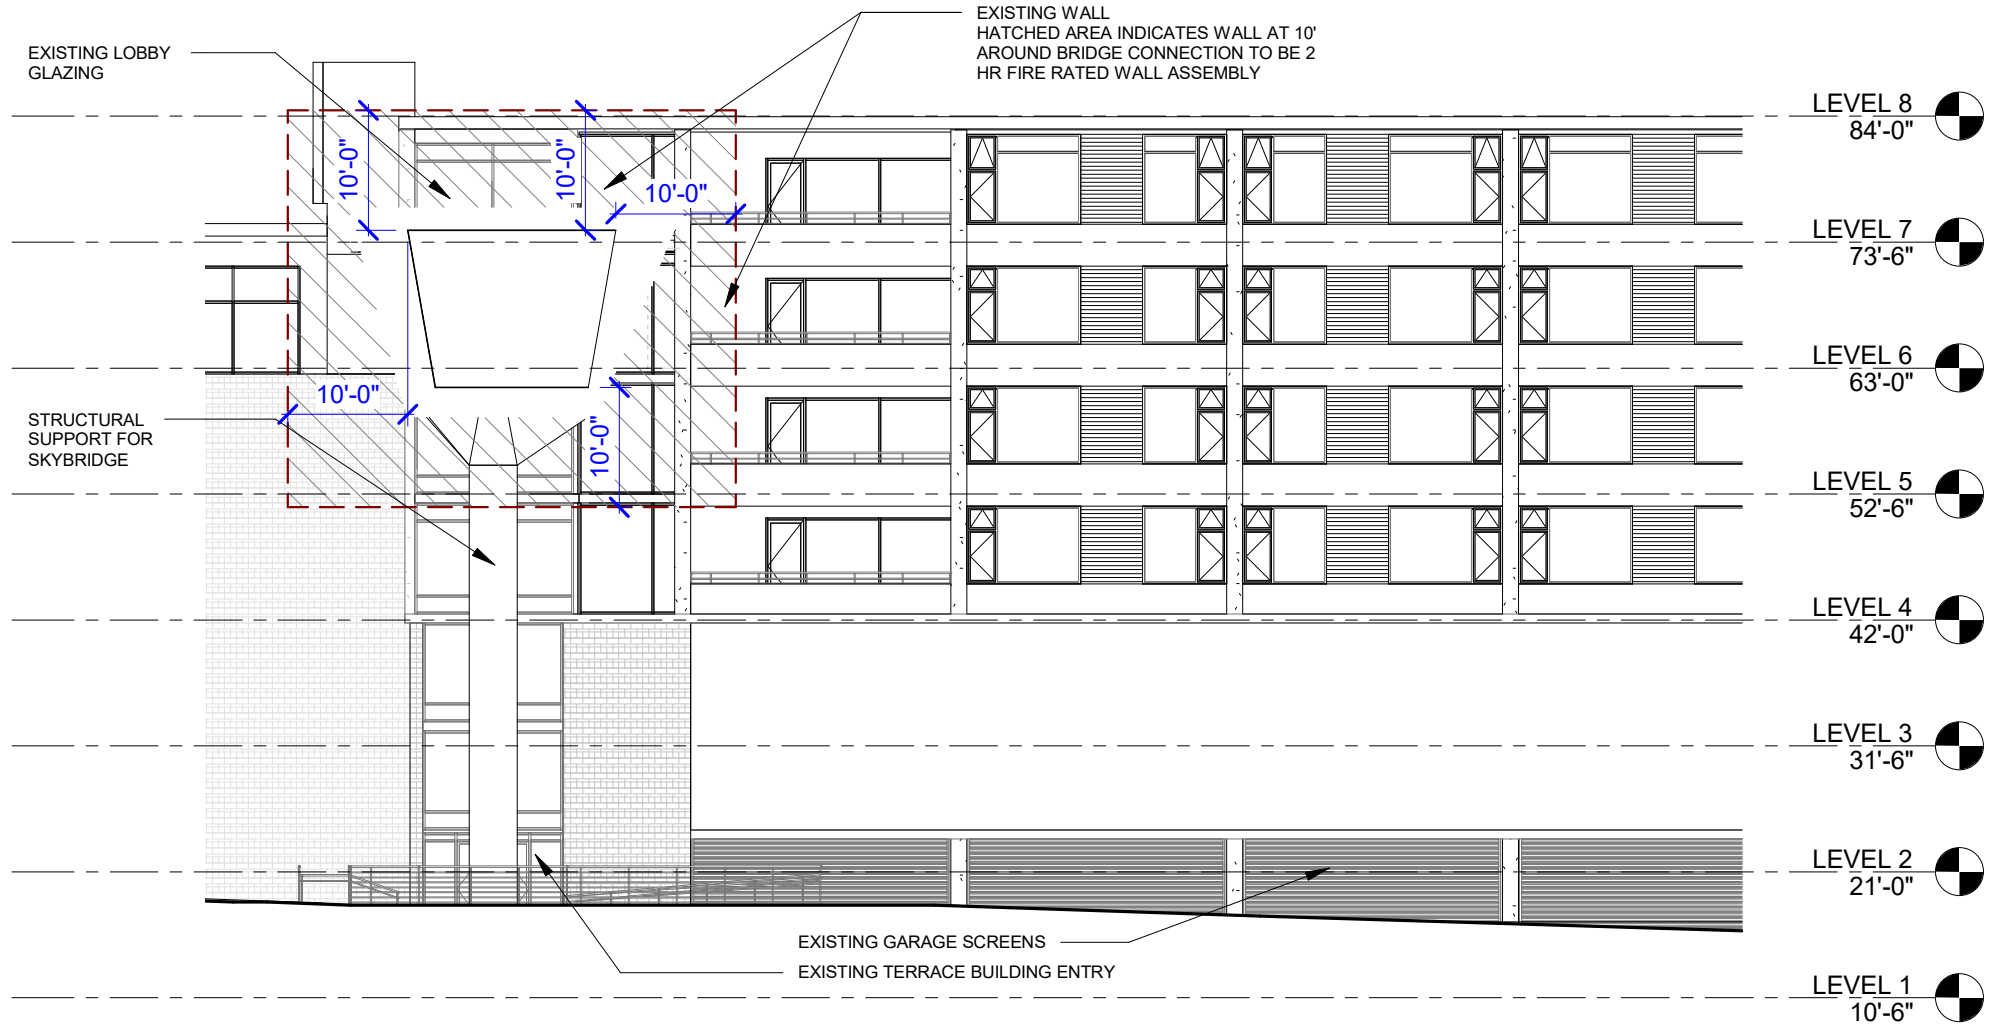 EXISTING WALL
HATCHED AREA INDICATES WALL AT 10'
AROUND BRIDGE CONNECTION TO BE 2
HR FIRE RATED WALL ASSEMBLY
EXISTING LOBBY
GLAZING
LEVEL 8
84'-0"
10'-0"
10'-0"
10'-0"
LEVEL 7
73'-6"
LEVEL 6
63'-0"
10'-0"
STRUCTURAL
SUPPORT FOR
SKYBRIDGE
10'-0"
LEVEL 5
52'-6"
LEVEL 4
42'-0"
LEVEL 3
31'-6"
LEVEL 2
21'-0"
EXISTING GARAGE SCREENS
EXISTING TERRACE BUILDING ENTRY
LEVEL 1
10'-6"